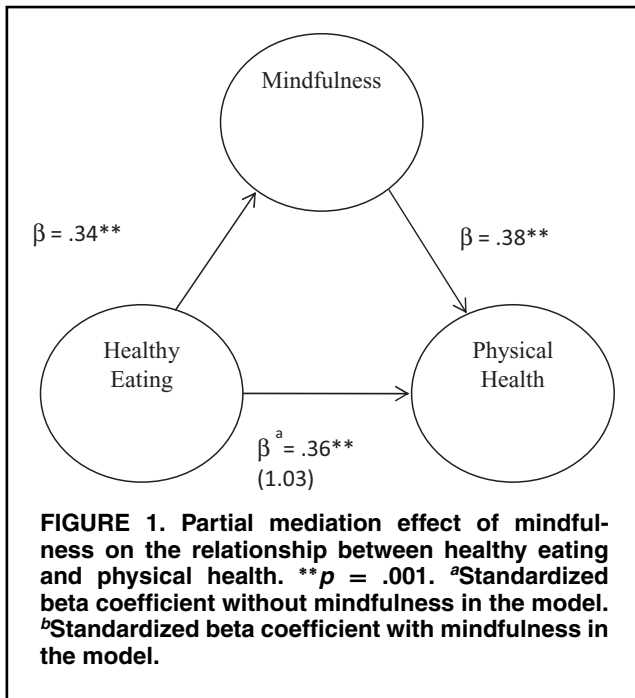 Mindfulness
β = .34**
β = .38**
Healthy
Eating
Physical
Health
βᵃ = .36**
(1.03)
FIGURE 1. Partial mediation effect of mindful-
ness on the relationship between healthy eating
and physical health. **p = .001. ᵃStandardized
beta coefficient without mindfulness in the model.
ᵇStandardized beta coefficient with mindfulness in
the model.